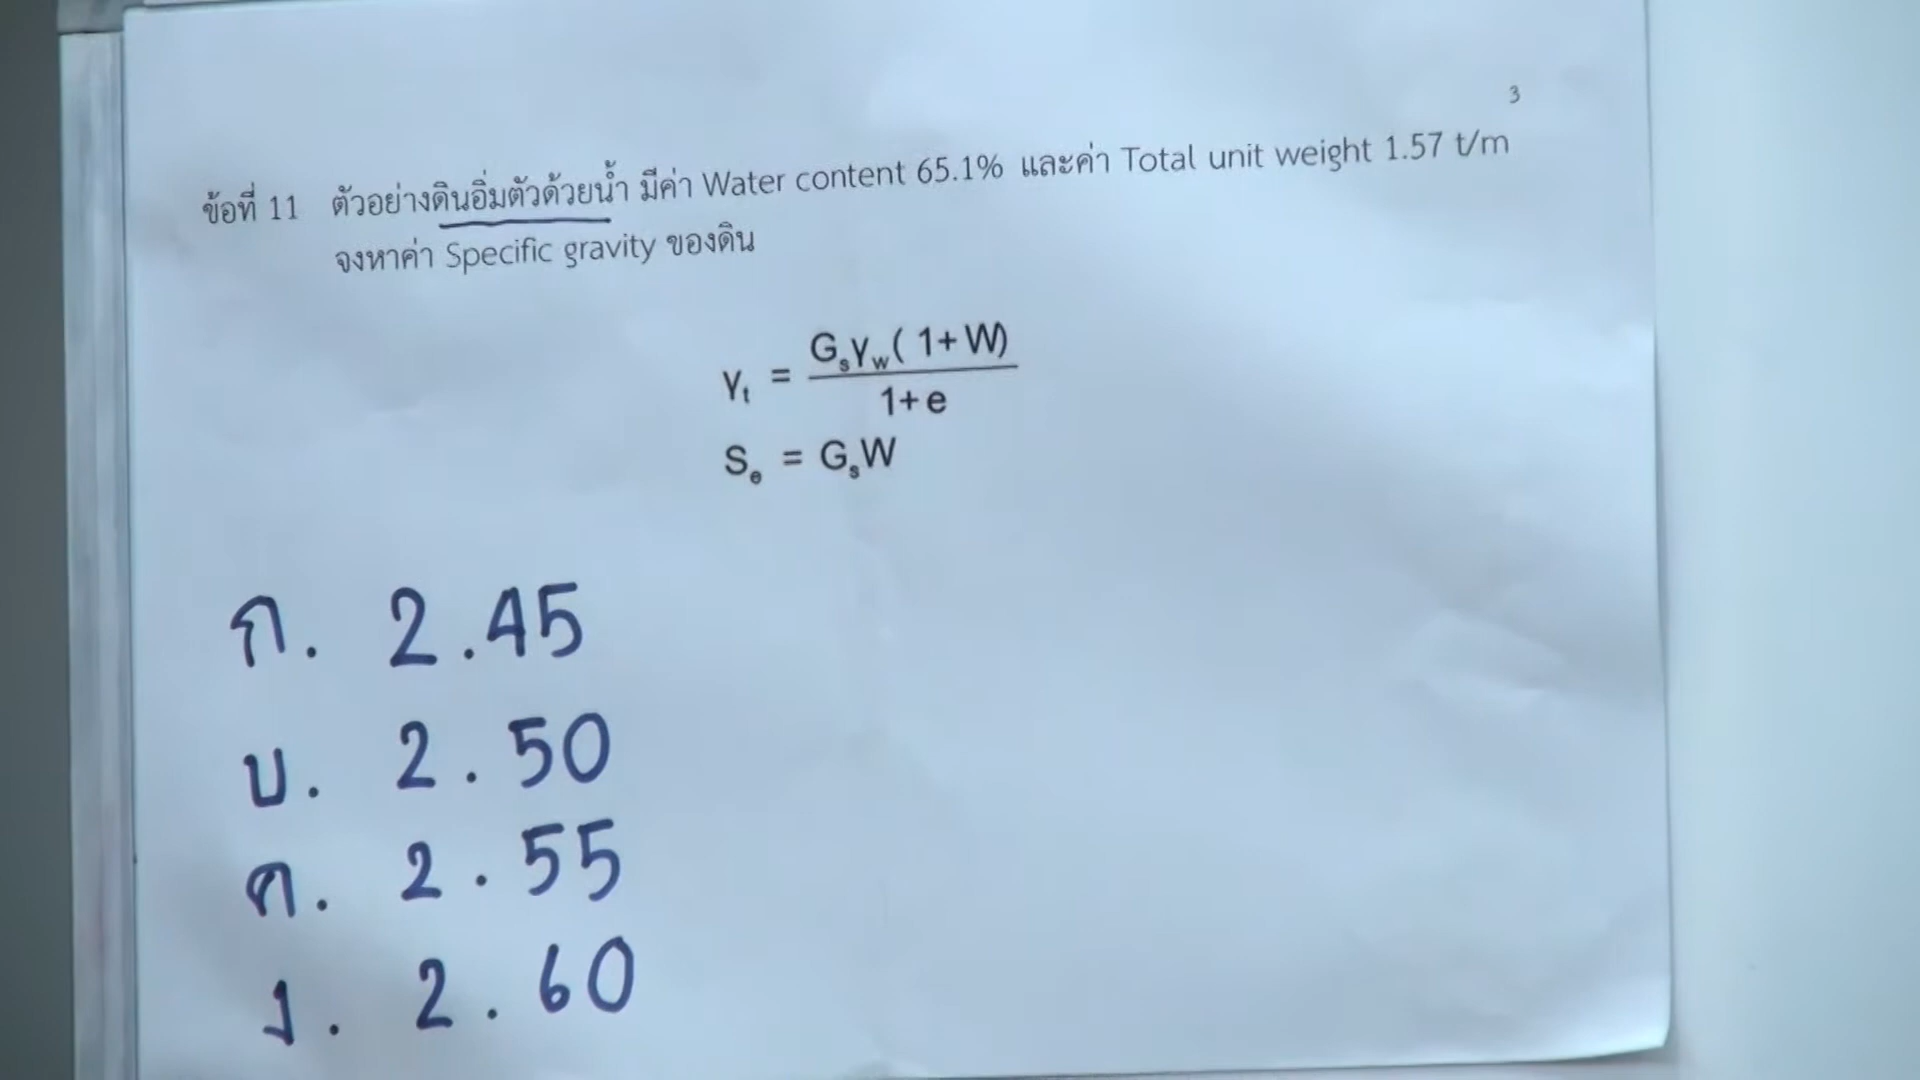 3
ข้อที่ 11 ตัวอย่างดินอิ่มตัวด้วยน้ำ มีค่า Water content 65.1% และค่า Total unit weight 1.57 t/m
จงหาค่า Specific gravity ของดิน
γt = Gsγw( 1+W) / 1+e
Se = GsW
ก. 2.45
บ. 2.50
ค. 2.55
ง. 2.60